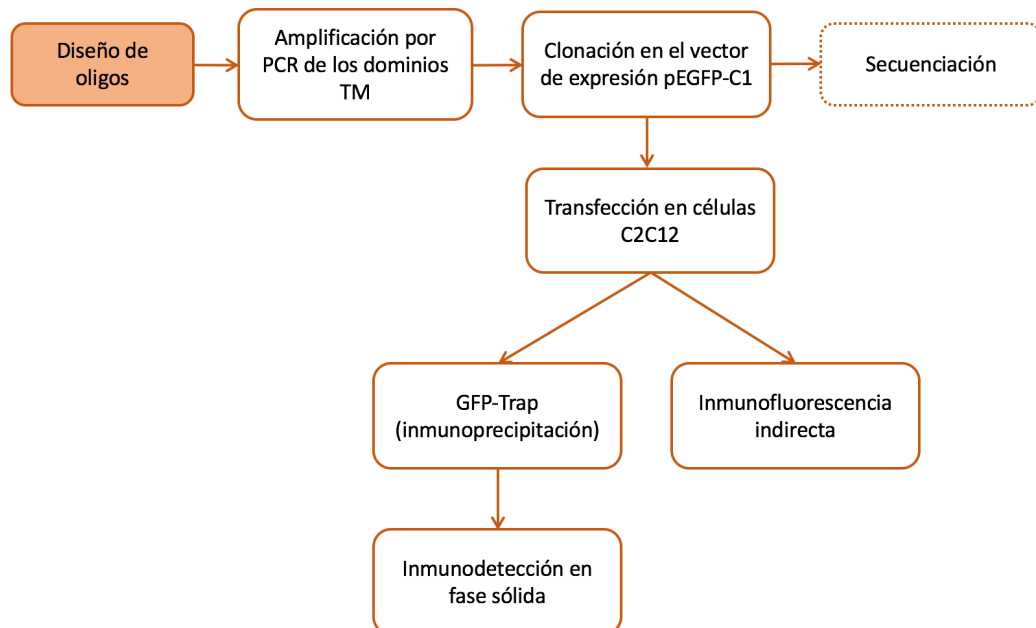 Diseño de
oligos
Amplificación por
PCR de los dominios
TM
Clonación en el vector
de expresión pEGFP-C1
Secuenciación
Transfección en células
C2C12
GFP-Trap
(inmunoprecipitación)
Inmunofluorescencia
indirecta
Inmunodetección en
fase sólida